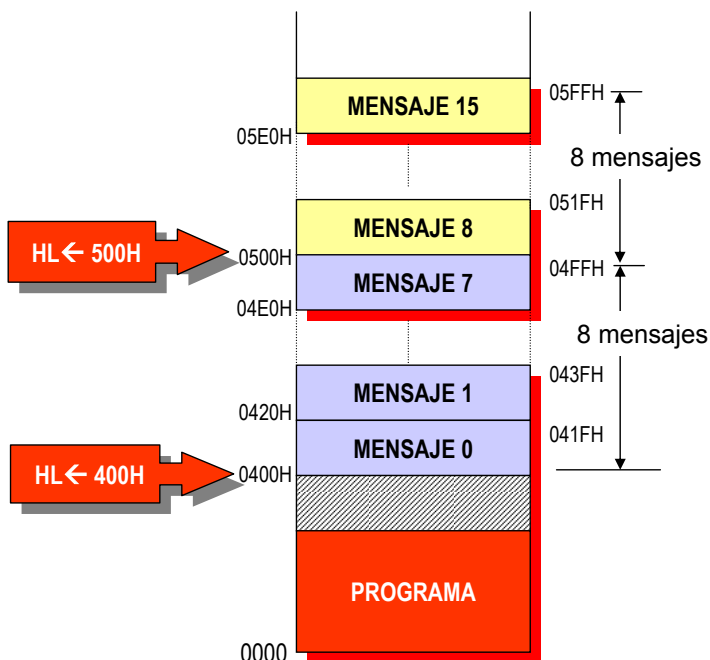 05FFH
MENSAJE 15
05E0H
8 mensajes
051FH
MENSAJE 8
HL← 500H
0500H
04FFH
MENSAJE 7
04E0H
8 mensajes
043FH
MENSAJE 1
0420H
041FH
MENSAJE 0
HL← 400H
0400H
PROGRAMA
0000